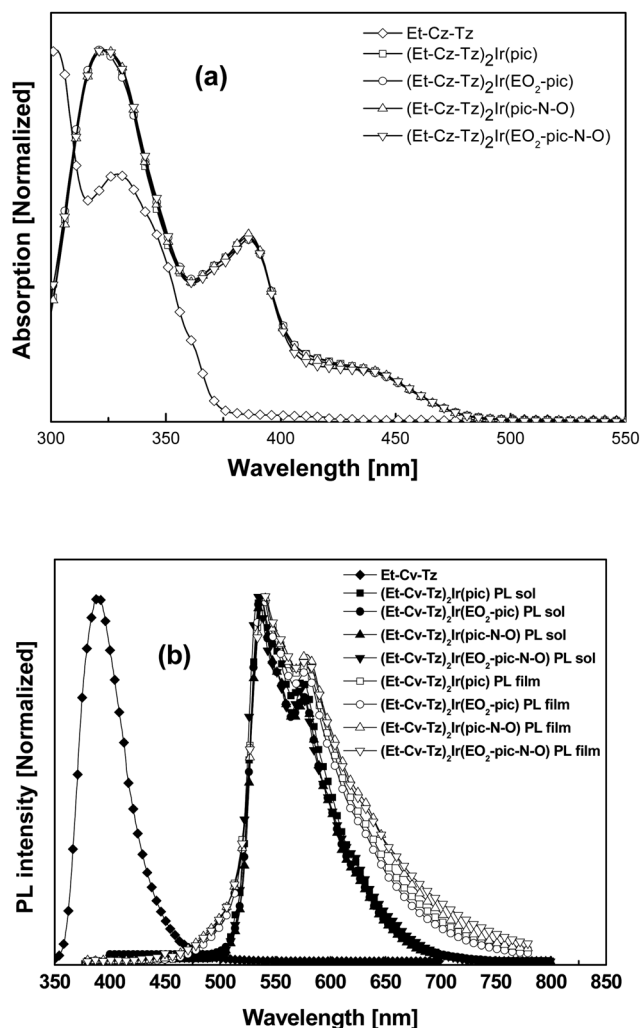 Et-Cz-Tz
(Et-Cz-Tz)₂Ir(pic)
(Et-Cz-Tz)₂Ir(EO₂-pic)
(Et-Cz-Tz)₂Ir(pic-N-O)
(Et-Cz-Tz)₂Ir(EO₂-pic-N-O)
(a)
Absorption [Normalized]
300 350 400 450 500 550
Wavelength [nm]
Et-Cv-Tz
(Et-Cv-Tz)₂Ir(pic) PL sol
(Et-Cv-Tz)₂Ir(EO₂-pic) PL sol
(Et-Cv-Tz)₂Ir(pic-N-O) PL sol
(Et-Cv-Tz)₂Ir(EO₂-pic-N-O) PL sol
(Et-Cv-Tz)₂Ir(pic) PL film
(Et-Cv-Tz)₂Ir(EO₂-pic) PL film
(Et-Cv-Tz)₂Ir(pic-N-O) PL film
(Et-Cv-Tz)₂Ir(EO₂-pic-N-O) PL film
(b)
PL intensity [Normalized]
350 400 450 500 550 600 650 700 750 800 850
Wavelength [nm]